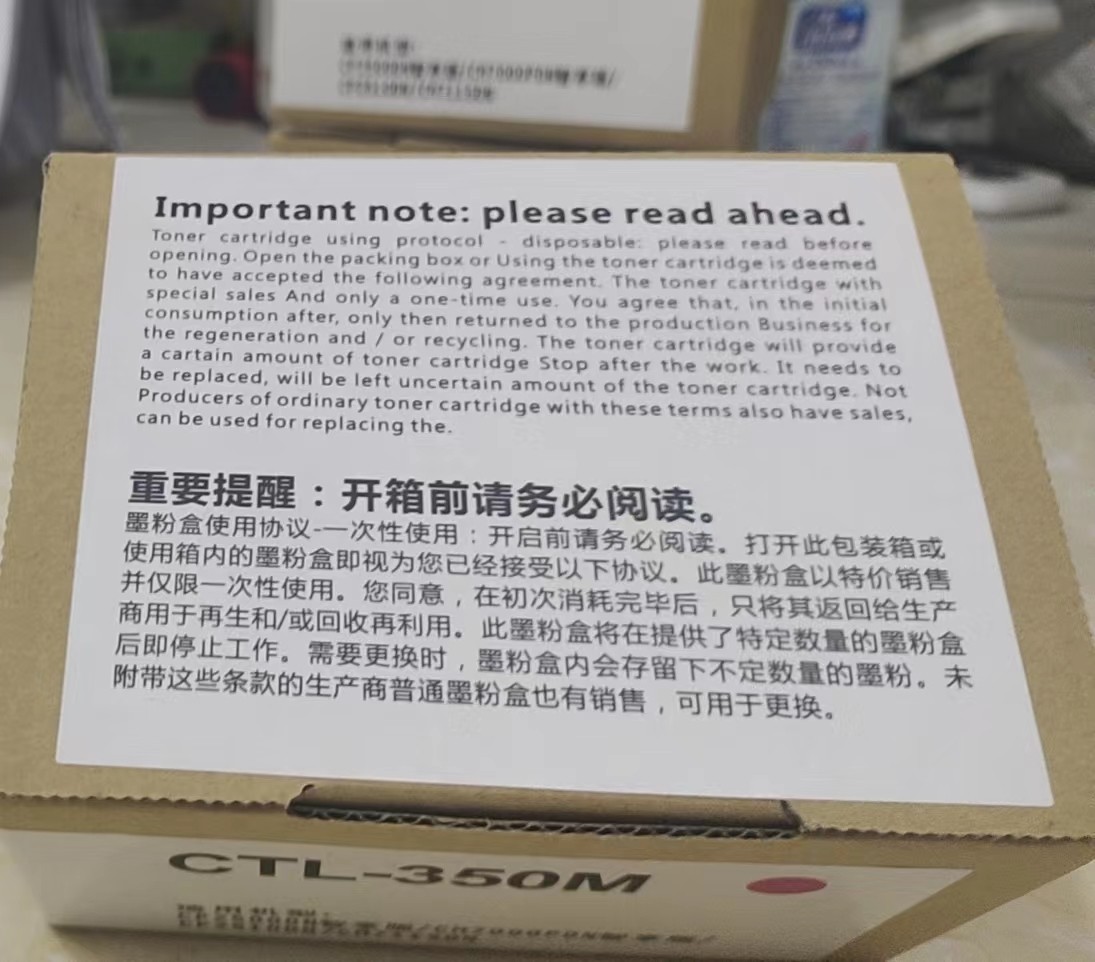 Important note: please read ahead.
Toner cartridge using protocol - disposable: please read before
opening. Open the packing box or Using the toner cartridge is deemed
to have accepted the following agreement. The toner cartridge with
special sales And only a one-time use. You agree that, in the initial
consumption after, only then returned to the production Business for
the regeneration and / or recycling. The toner cartridge will provide
a cartain amount of toner cartridge Stop after the work. It needs to
be replaced, will be left uncertain amount of the toner cartridge. Not
Producers of ordinary toner cartridge with these terms also have sales,
can be used for replacing the.
重要提醒：开箱前请务必阅读。
墨粉盒使用协议-一次性使用：开启前请务必阅读。打开此包装箱或
使用箱内的墨粉盒即视为您已经接受以下协议。此墨粉盒以特价销售
并仅限一次性使用。您同意，在初次消耗完毕后，只将其返回给生产
商用于再生和/或回收再利用。此墨粉盒将在提供了特定数量的墨粉盒
后即停止工作。需要更换时，墨粉盒内会存留下不定数量的墨粉。未
附带这些条款的生产商普通墨粉盒也有销售，可用于更换。
CTL-350M
适用机型：